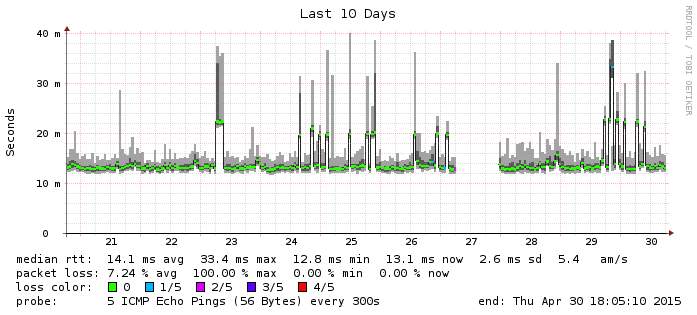 Last 10 Days
RRDTOOL / TOBI OETIKER
Seconds
40 m
30 m
20 m
10 m
0
21 22 23 24 25 26 27 28 29 30
median rtt: 14.1 ms avg 33.4 ms max 12.8 ms min 13.1 ms now 2.6 ms sd 5.4 am/s
packet loss: 7.24 % avg 100.00 % max 0.00 % min 0.00 % now
loss color: 0 1/5 2/5 3/5 4/5
probe: 5 ICMP Echo Pings (56 Bytes) every 300s end: Thu Apr 30 18:05:10 2015